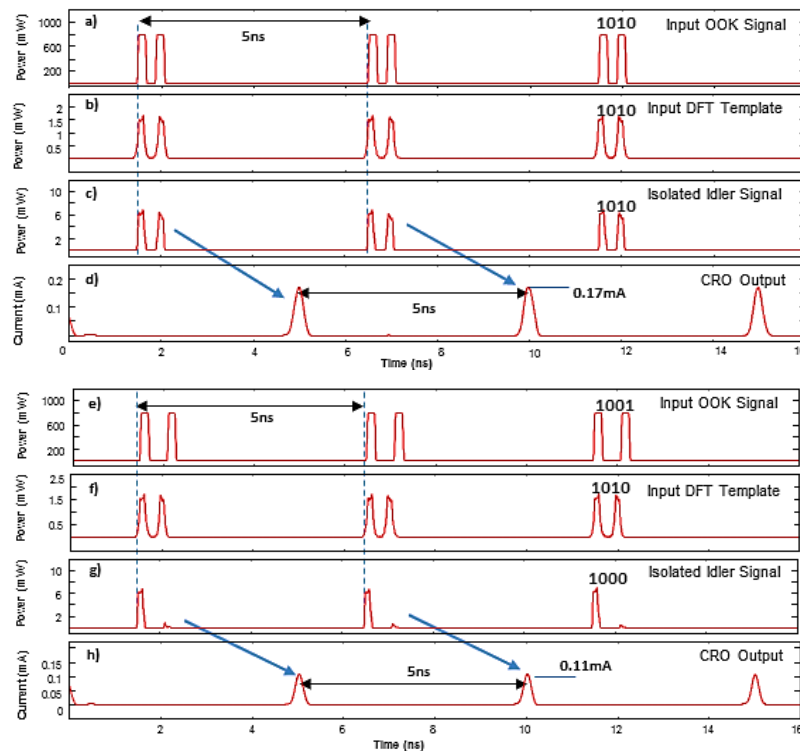 a) 1010 Input OOK Signal
Power (mW)
1000
600
200
5ns
b) 1010 Input DFT Template
Power (mW)
2
1.5
1
0.5
c) 1010 Isolated Idler Signal
Power (mW)
10
6
2
d) CRO Output
Current (mA)
0.2
0.1
0.17mA
5ns
0 2 4 6 8 10 12 14 16
Time (ns)
e) 1001 Input OOK Signal
Power (mW)
1000
600
200
5ns
f) 1010 Input DFT Template
Power (mW)
2.5
1.5
0.5
g) 1000 Isolated Idler Signal
Power (mW)
10
6
2
h) CRO Output
Current (mA)
0.15
0.1
0.05
0
0.11mA
5ns
2 4 6 8 10 12 14 16
Time (ns)